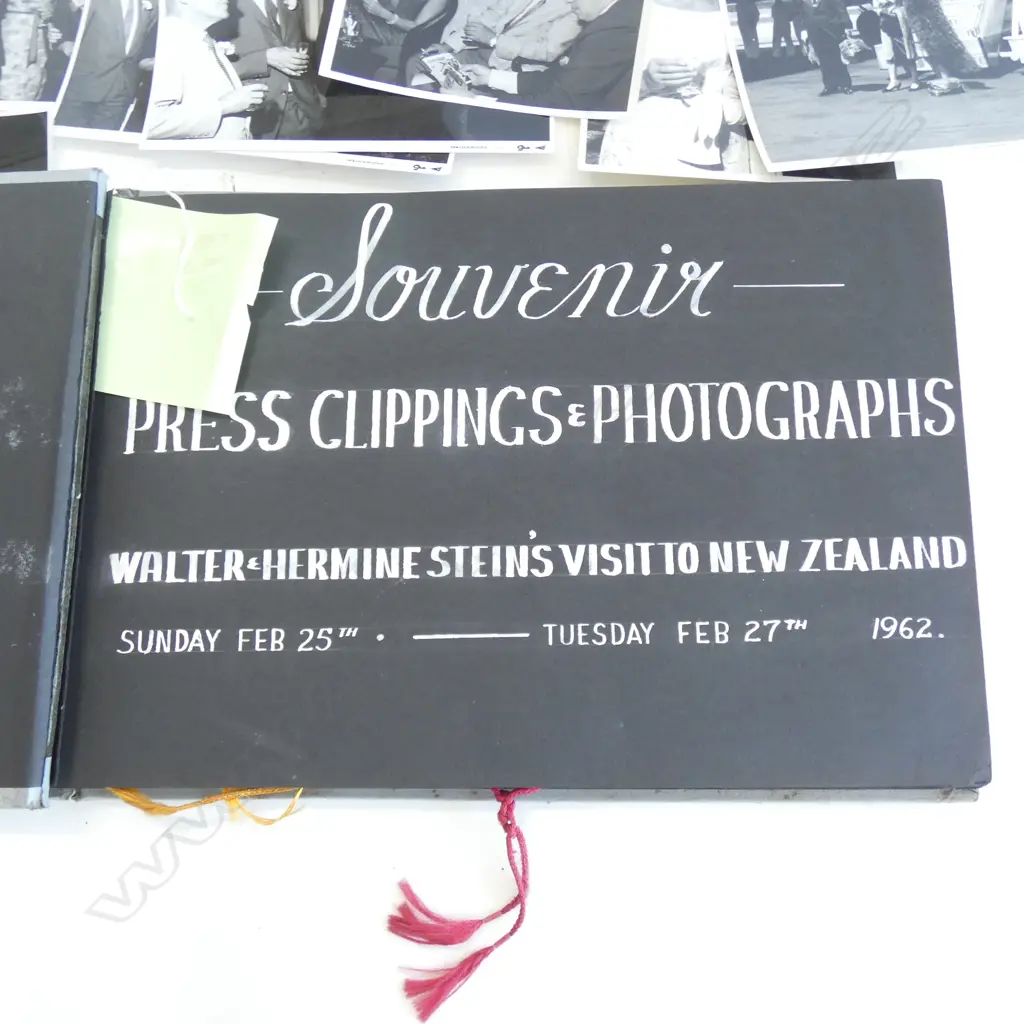 Souvenir
PRESS CLIPPINGS & PHOTOGRAPHS
WALTER & HERMINE STEIN'S VISIT TO NEW ZEALAND
SUNDAY FEB 25TH . — TUESDAY FEB 27TH 1962.